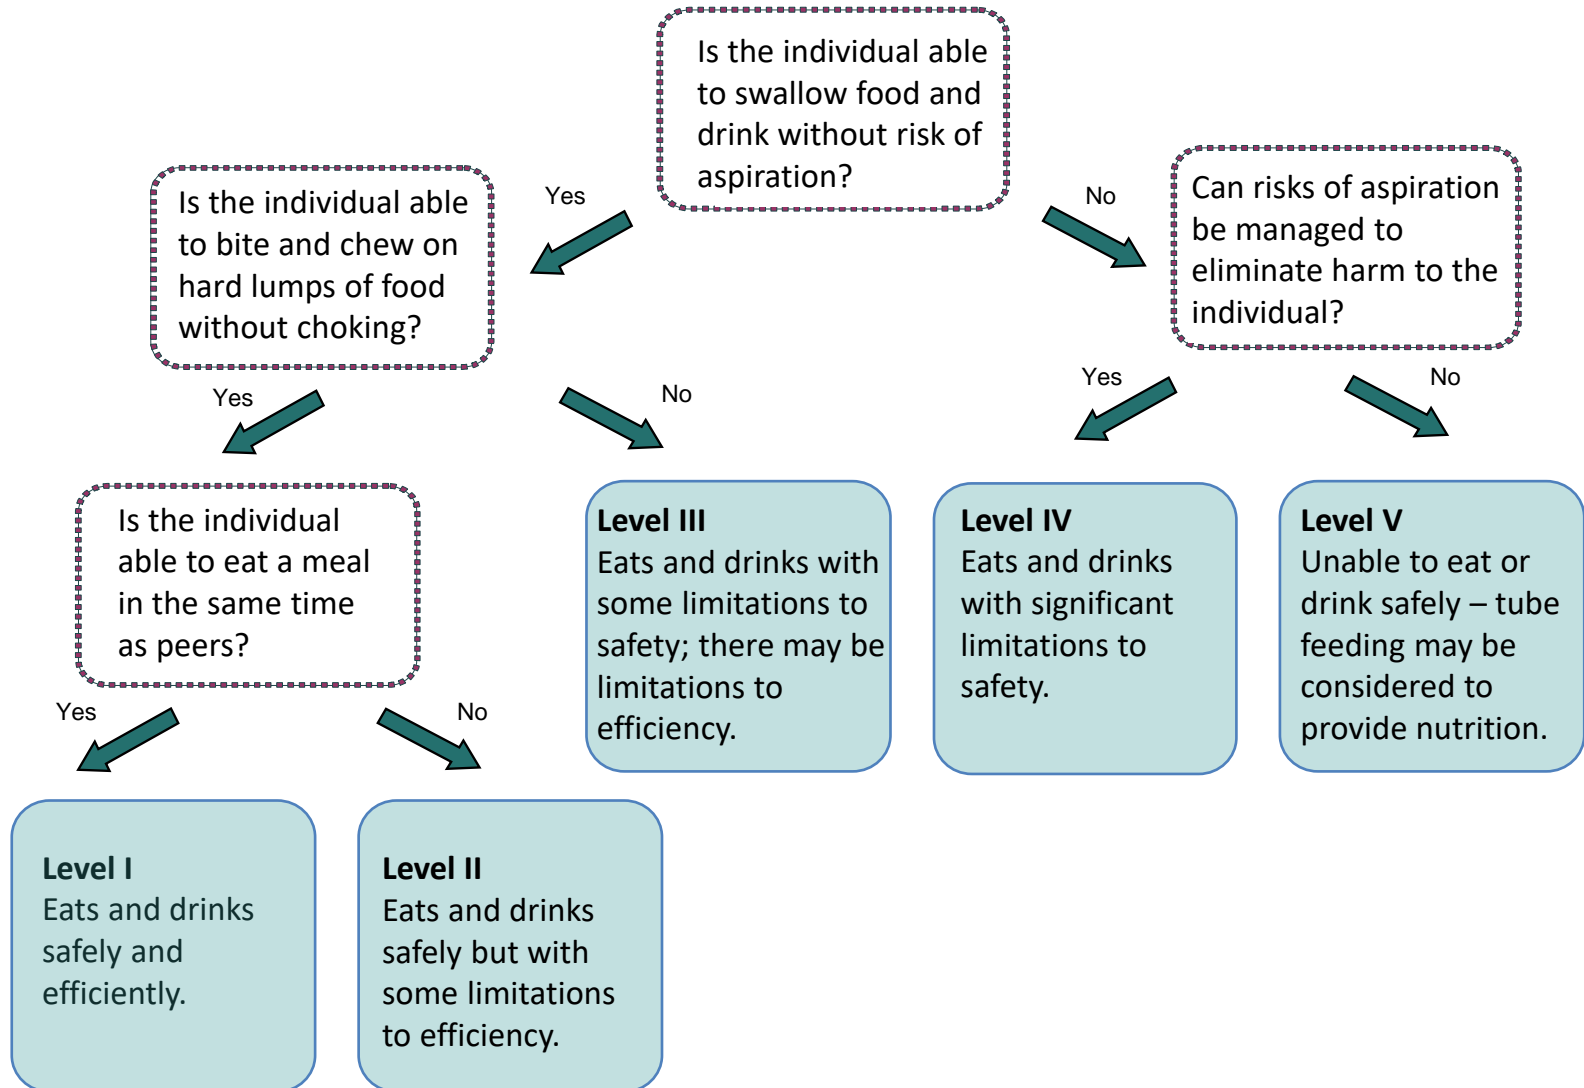 Is the individual able
to swallow food and
drink without risk of
aspiration?
Yes
No
Is the individual able
to bite and chew on
hard lumps of food
without choking?
Can risks of aspiration
be managed to
eliminate harm to the
individual?
Yes
No
Yes
No
Is the individual
able to eat a meal
in the same time
as peers?
Level III
Eats and drinks with
some limitations to
safety; there may be
limitations to
efficiency.
Level IV
Eats and drinks
with significant
limitations to
safety.
Level V
Unable to eat or
drink safely – tube
feeding may be
considered to
provide nutrition.
Yes
No
Level I
Eats and drinks
safely and
efficiently.
Level II
Eats and drinks
safely but with
some limitations
to efficiency.